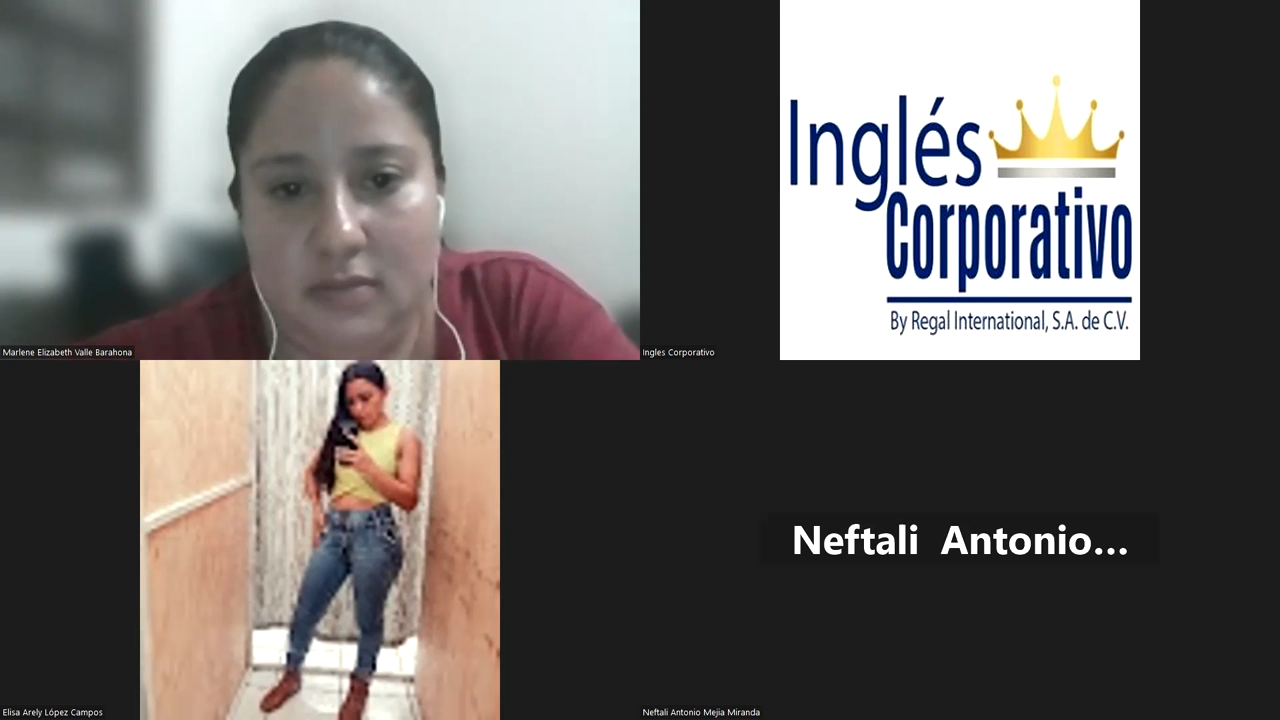 Inglés
Corporativo
By Regal International, S.A. de C.V.
Marlene Elizabeth Valle Barahona
Ingles Corporativo
Neftali Antonio...
Elisa Arely López Campos
Neftali Antonio Mejia Miranda